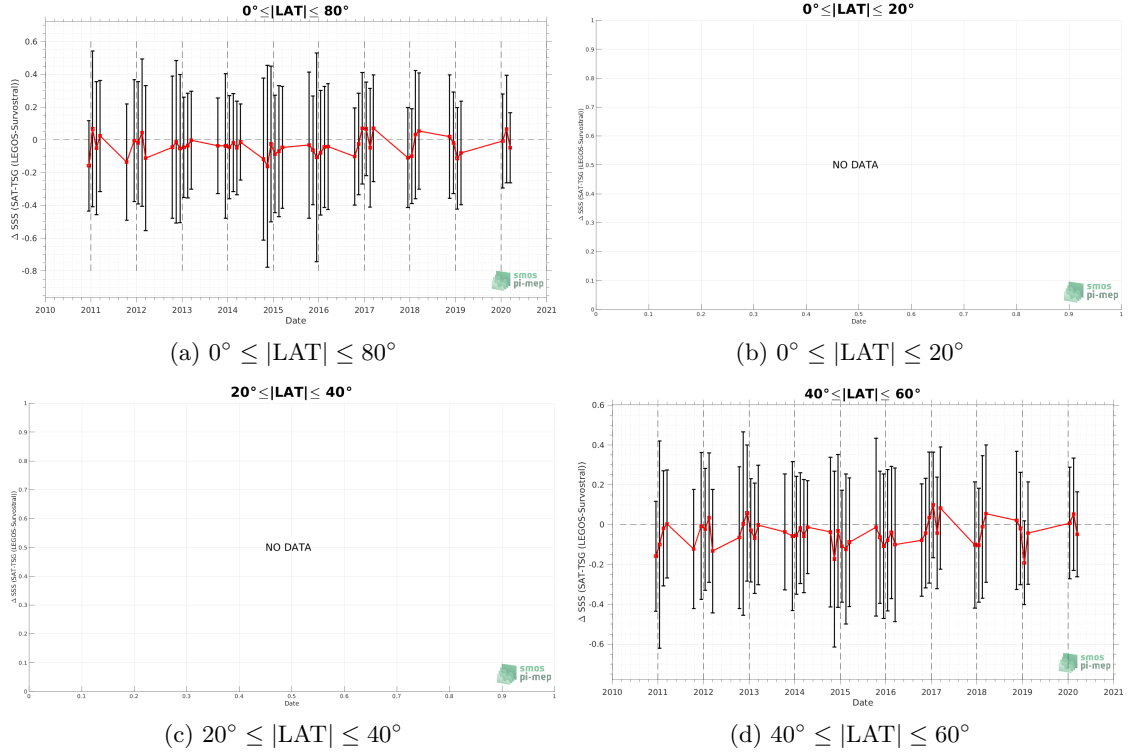 0°≤|LAT|≤ 80°
Δ SSS (SAT-TSG (LEGOS-Survostral))
0.6
0.4
0.2
0
-0.2
-0.4
-0.6
-0.8
2010 2011 2012 2013 2014 2015 2016 2017 2018 2019 2020 2021
Date
smos
pi-mep
(a) 0° ≤ |LAT| ≤ 80°
0°≤|LAT|≤ 20°
Δ SSS (SAT-TSG (LEGOS-Survostral))
1
0.9
0.8
0.7
0.6
0.5
0.4
0.3
0.2
0.1
0
NO DATA
0 0.1 0.2 0.3 0.4 0.5 0.6 0.7 0.8 0.9 1
Date
smos
pi-mep
(b) 0° ≤ |LAT| ≤ 20°
20°≤|LAT|≤ 40°
Δ SSS (SAT-TSG (LEGOS-Survostral))
1
0.9
0.8
0.7
0.6
0.5
0.4
0.3
0.2
0.1
0
NO DATA
0 0.1 0.2 0.3 0.4 0.5 0.6 0.7 0.8 0.9 1
Date
smos
pi-mep
(c) 20° ≤ |LAT| ≤ 40°
40°≤|LAT|≤ 60°
Δ SSS (SAT-TSG (LEGOS-Survostral))
0.6
0.4
0.2
0
-0.2
-0.4
-0.6
2010 2011 2012 2013 2014 2015 2016 2017 2018 2019 2020 2021
Date
smos
pi-mep
(d) 40° ≤ |LAT| ≤ 60°